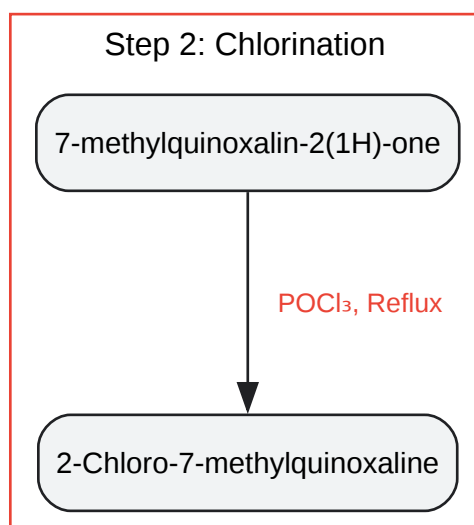 Step 2: Chlorination
7-methylquinoxalin-2(1H)-one
POCl₃, Reflux
2-Chloro-7-methylquinoxaline